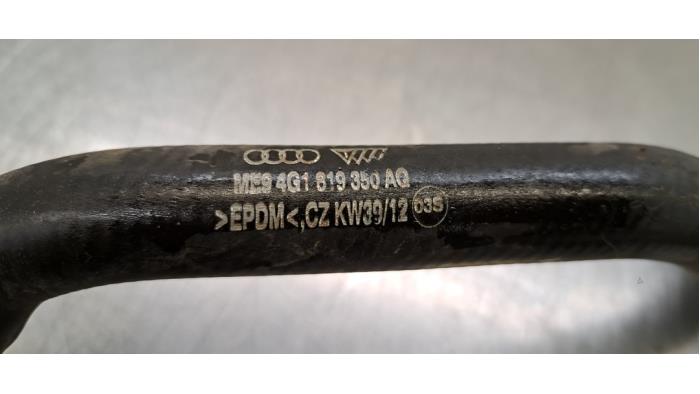 ME9 4G1 819 350 AQ
>EPDM<,CZ KW39/12 03S